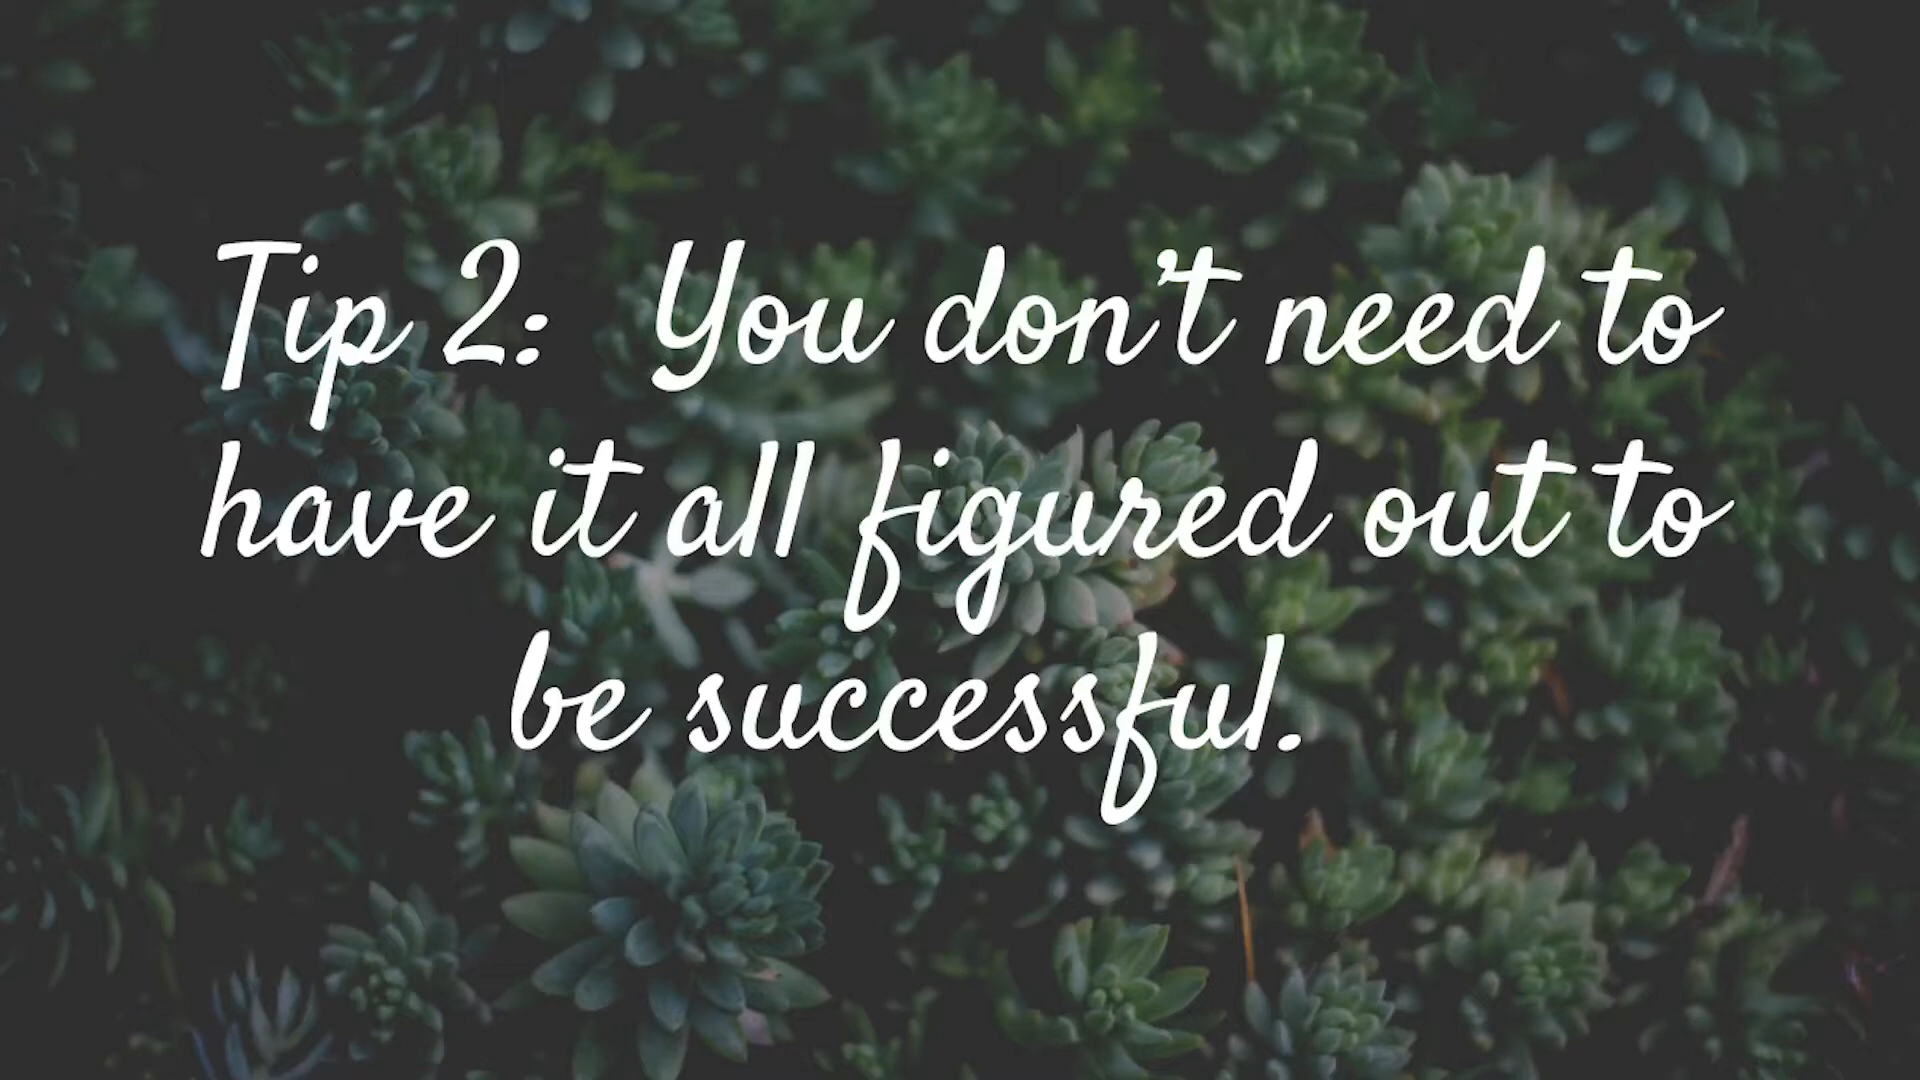 Tip 2: You don't need to
have it all figured out to
be successful.